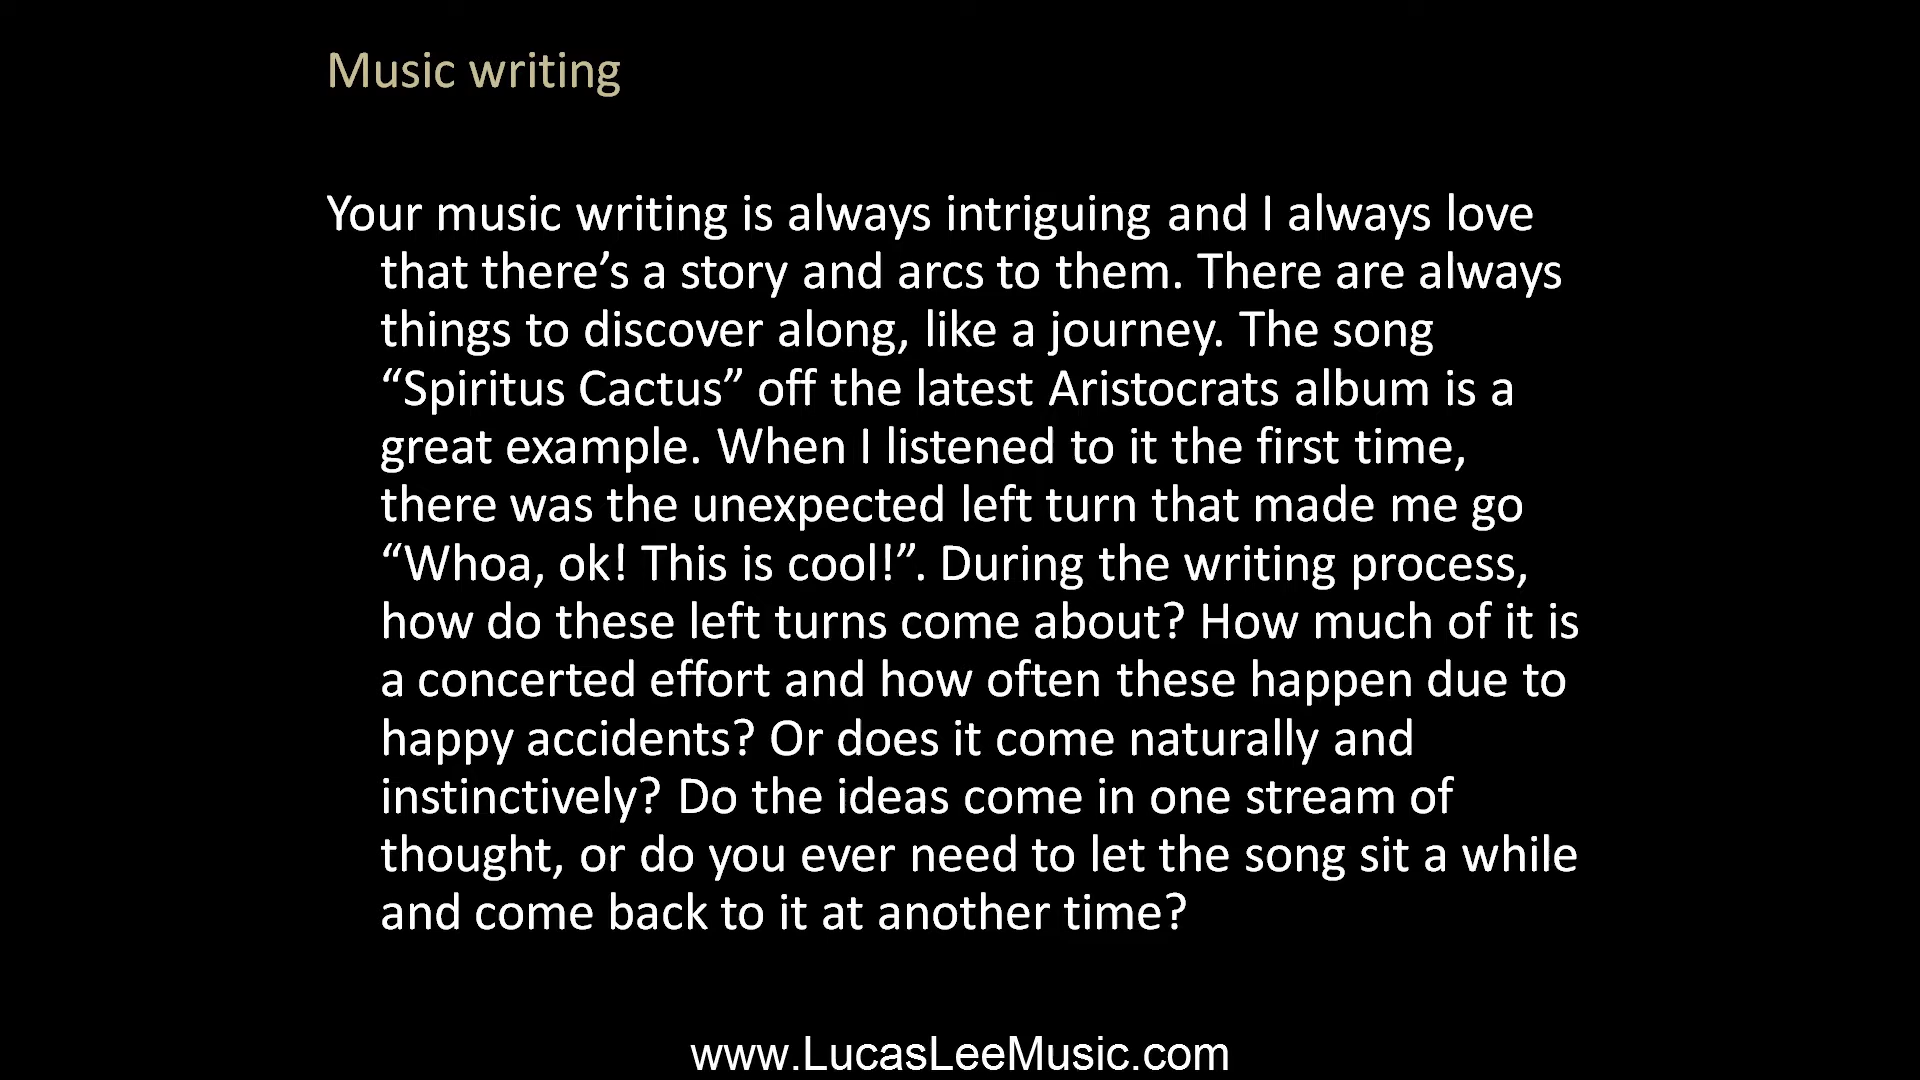 Music writing
Your music writing is always intriguing and I always love
that there’s a story and arcs to them. There are always
things to discover along, like a journey. The song
“Spiritus Cactus” off the latest Aristocrats album is a
great example. When I listened to it the first time,
there was the unexpected left turn that made me go
“Whoa, ok! This is cool!”. During the writing process,
how do these left turns come about? How much of it is
a concerted effort and how often these happen due to
happy accidents? Or does it come naturally and
instinctively? Do the ideas come in one stream of
thought, or do you ever need to let the song sit a while
and come back to it at another time?
www.LucasLeeMusic.com